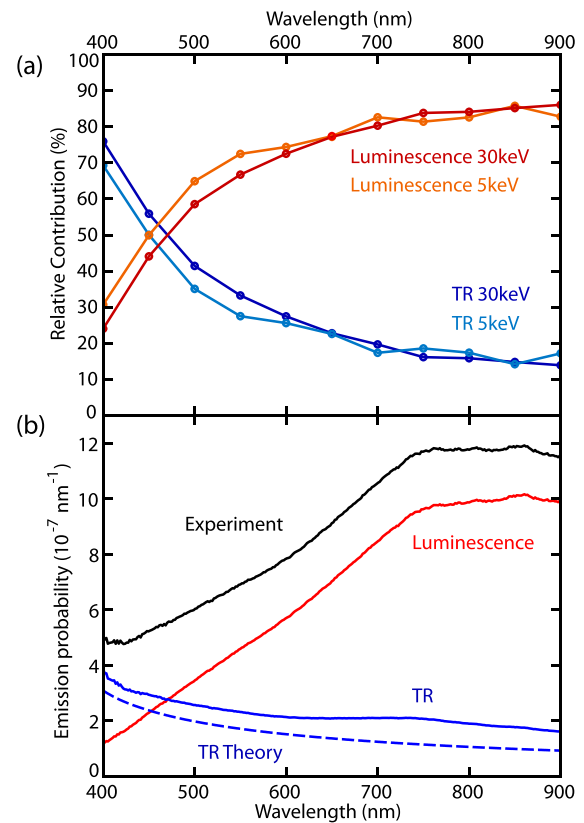 Wavelength (nm)
400 500 600 700 800 900
(a)
Relative Contribution (%)
100
90
80
70
60
50
40
30
20
10
0
Luminescence 30keV
Luminescence 5keV
TR 30keV
TR 5keV
(b)
Emission probability (10⁻⁷ nm⁻¹)
12
10
8
6
4
2
0
Experiment
Luminescence
TR
TR Theory
400 500 600 700 800 900
Wavelength (nm)